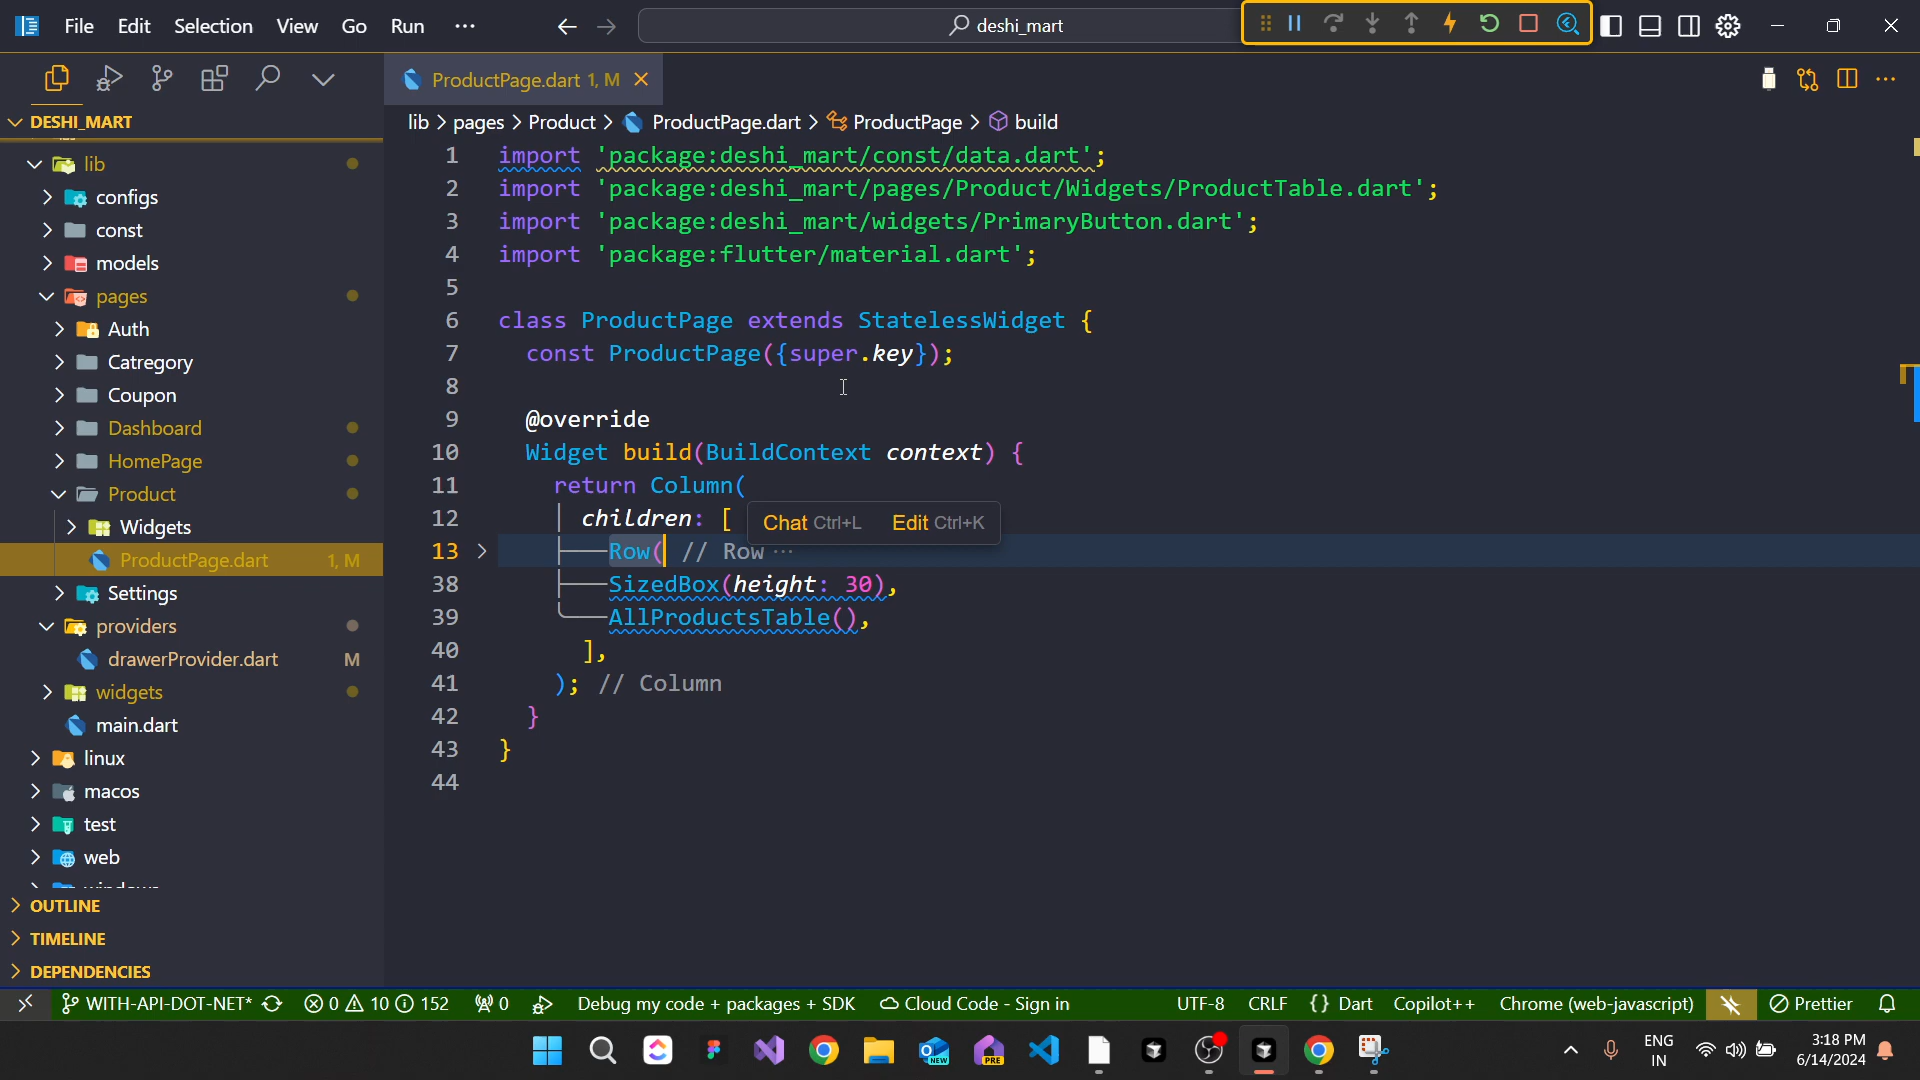 File Edit Selection View Go Run ··· deshi_mart
ProductPage.dart 1, M
DESHI_MART
lib > pages > Product > ProductPage.dart > ProductPage > build
lib
configs
const
models
pages
Auth
Catregory
Coupon
Dashboard
HomePage
Product
Widgets
ProductPage.dart 1, M
Settings
providers
drawerProvider.dart M
widgets
main.dart
linux
macos
test
web
OUTLINE
TIMELINE
DEPENDENCIES
1 import 'package:deshi_mart/const/data.dart';
2 import 'package:deshi_mart/pages/Product/Widgets/ProductTable.dart';
3 import 'package:deshi_mart/widgets/PrimaryButton.dart';
4 import 'package:flutter/material.dart';
5
6 class ProductPage extends StatelessWidget {
7 const ProductPage({super.key});
8
9 @override
10 Widget build(BuildContext context) {
11 return Column(
12 children: [ Chat Ctrl+L Edit Ctrl+K
13 Row( // Row ···
38 SizedBox(height: 30),
39 AllProductsTable(),
40 ],
41 ); // Column
42 }
43 }
44
WITH-API-DOT-NET* 0 10 152 0 Debug my code + packages + SDK Cloud Code - Sign in UTF-8 CRLF {} Dart Copilot++ Chrome (web-javascript) Prettier
NEW PRE ENG IN 3:18 PM
6/14/2024